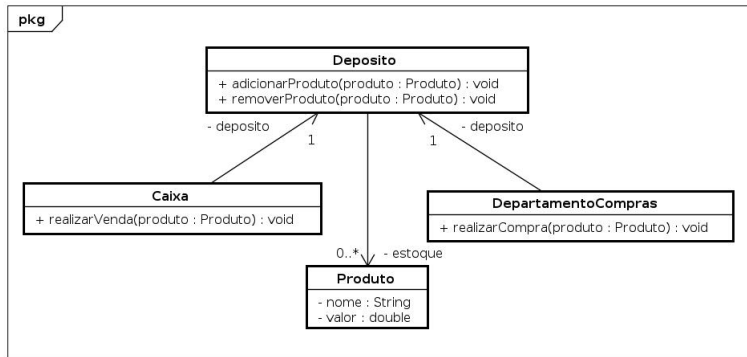 pkg
Deposito
+ adicionarProduto(produto : Produto) : void
+ removerProduto(produto : Produto) : void
- deposito
1
- deposito
1
Caixa
+ realizarVenda(produto : Produto) : void
DepartamentoCompras
+ realizarCompra(produto : Produto) : void
0..*
- estoque
Produto
- nome : String
- valor : double